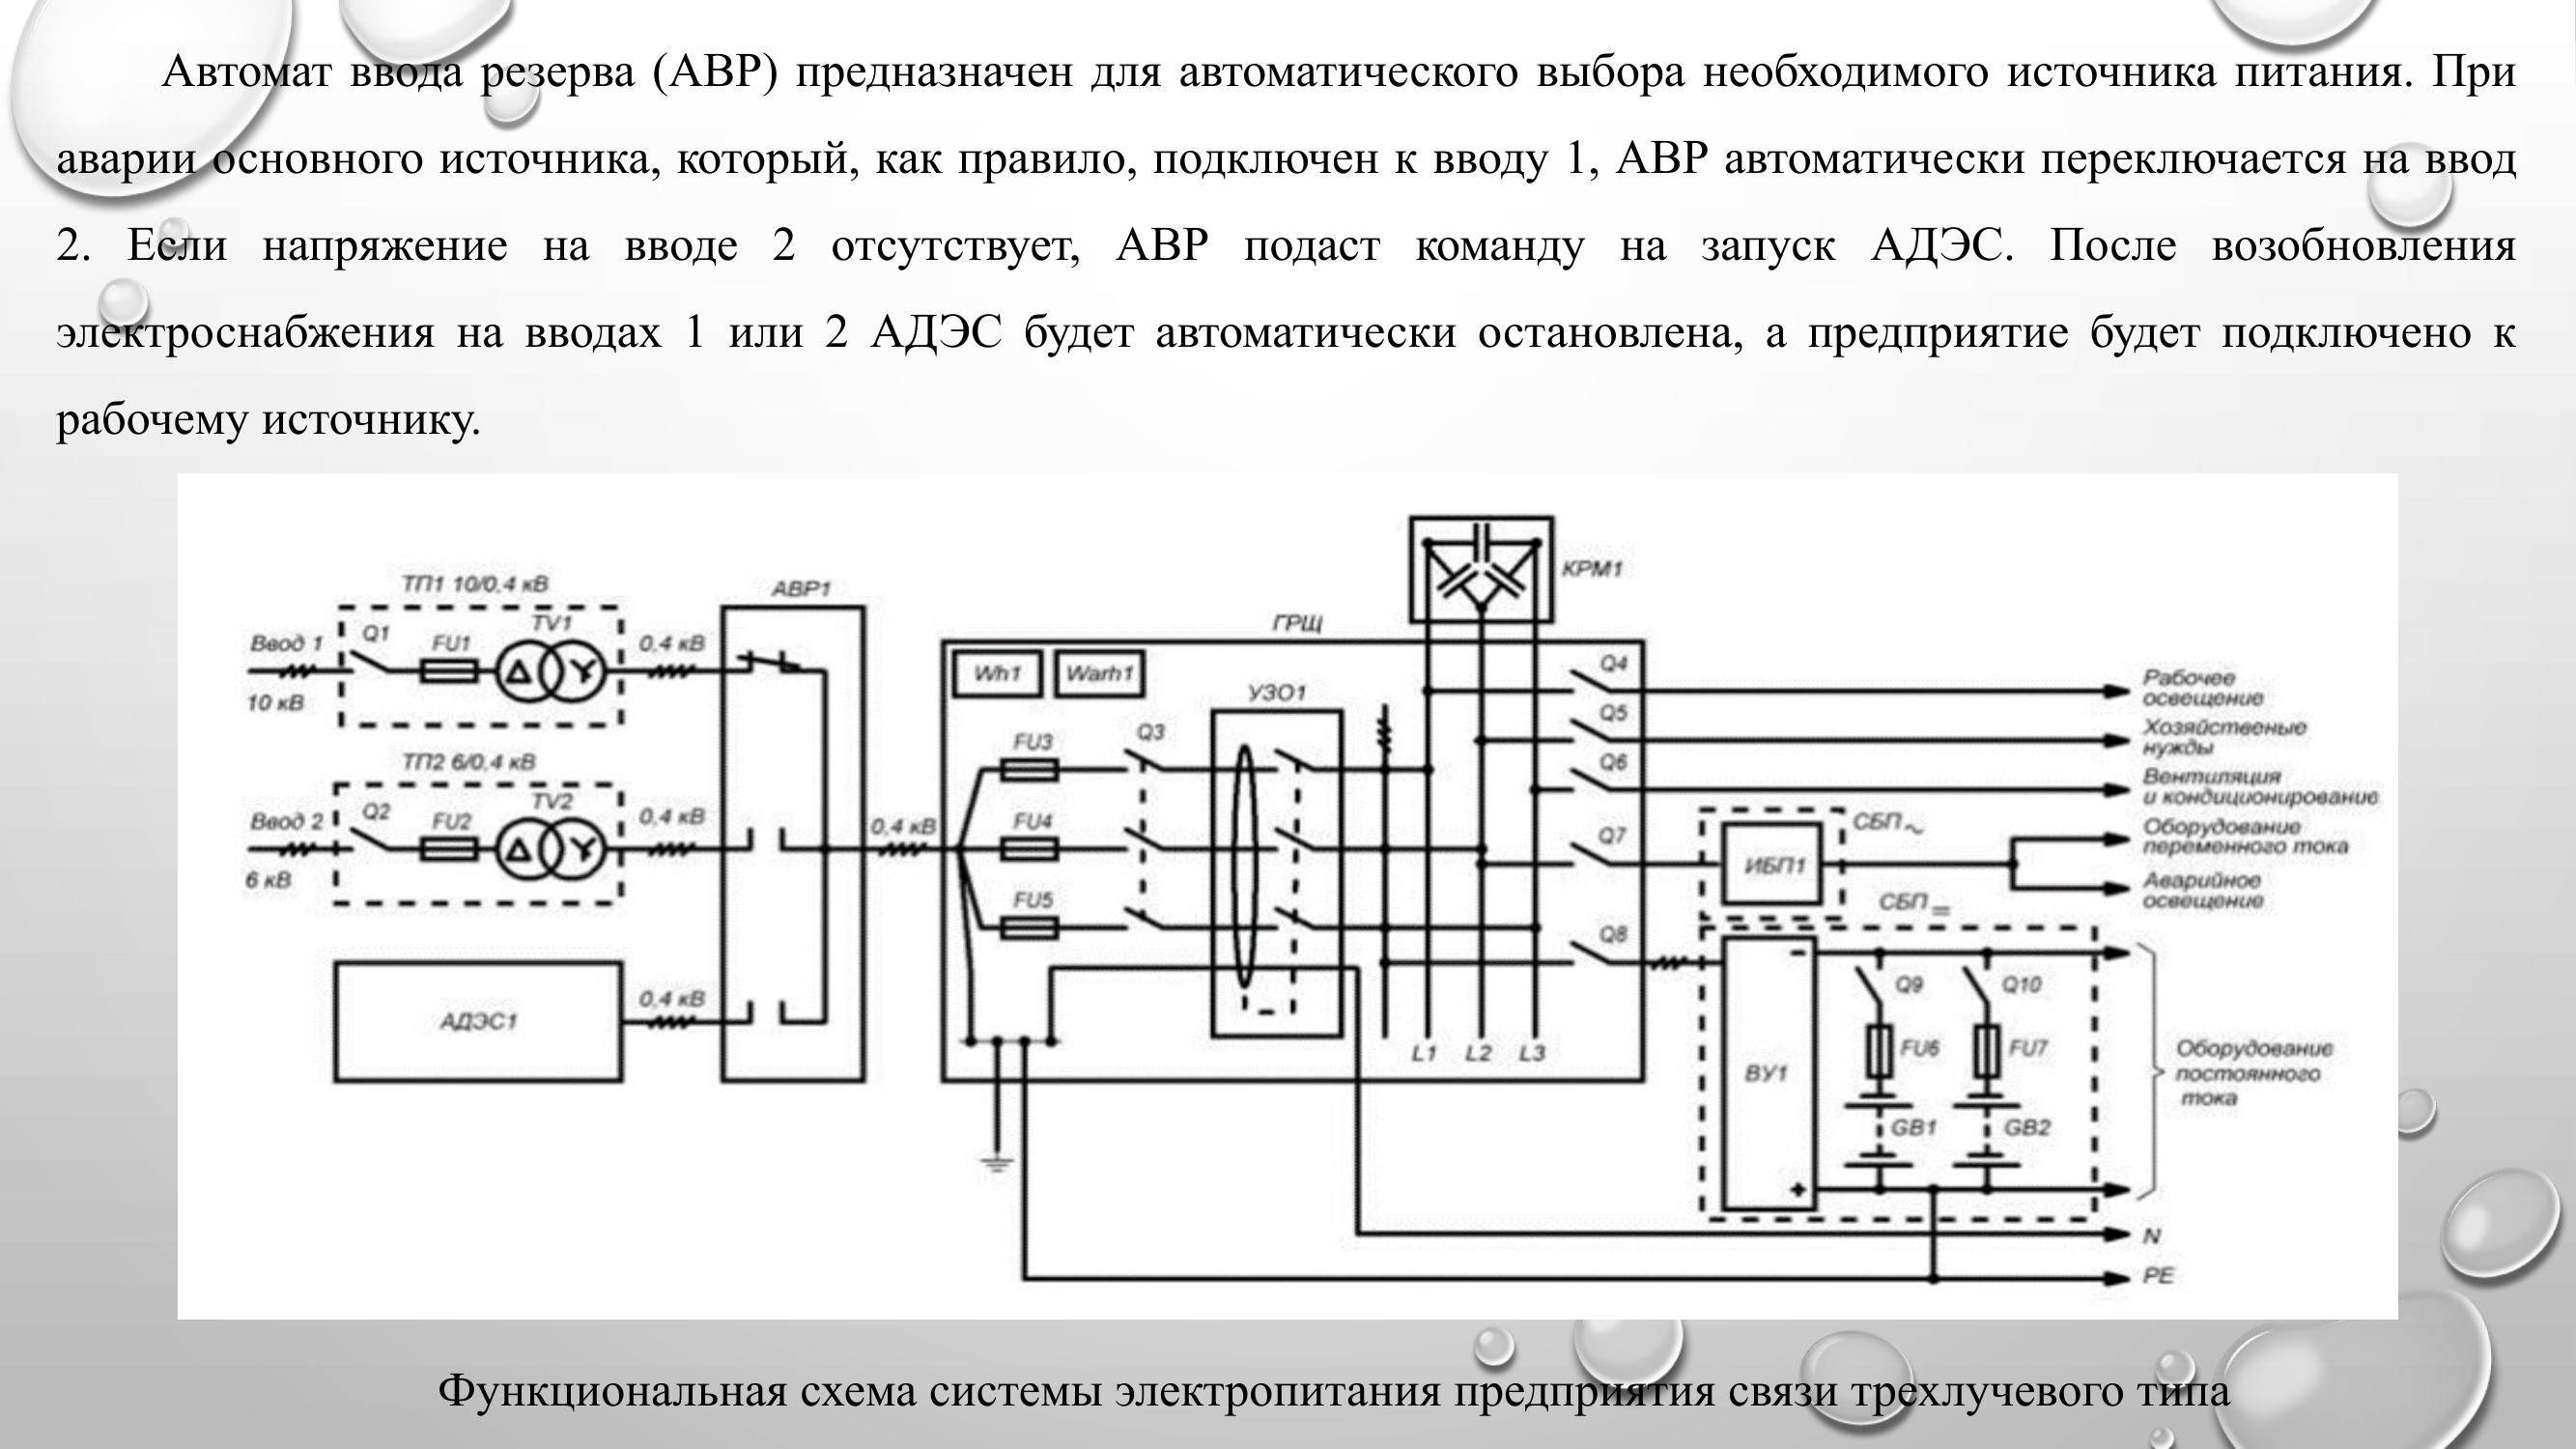 Автомат ввода резерва (АВР) предназначен для автоматического выбора необходимого источника питания. При
аварии основного источника, который, как правило, подключен к вводу 1, АВР автоматически переключается на ввод
2. Если напряжение на вводе 2 отсутствует, АВР подаст команду на запуск АДЭС. После возобновления
электроснабжения на вводах 1 или 2 АДЭС будет автоматически остановлена, а предприятие будет подключено к
рабочему источнику.
ТП1 10/0,4 кВ
Ввод 1
10 кВ
Q1
FU1
TV1
0,4 кВ
ТП2 6/0,4 кВ
Ввод 2
6 кВ
Q2
FU2
TV2
0,4 кВ
АДЭС1
0,4 кВ
АВР1
0,4 кВ
ГРЩ
Wh1
Warh1
FU3
FU4
FU5
Q3
УЗО1
КРМ1
L1
L2
L3
Q4
Q5
Q6
Q7
Q8
СБП ~
ИБП1
СБП =
ВУ1
−
+
Q9
Q10
FU6
FU7
GB1
GB2
Рабочее
освещение
Хозяйственые
нужды
Вентиляция
и кондиционирование
Оборудование
переменного тока
Аварийное
освещение
Оборудование
постоянного
тока
N
PE
Функциональная схема системы электропитания предприятия связи трехлучевого типа